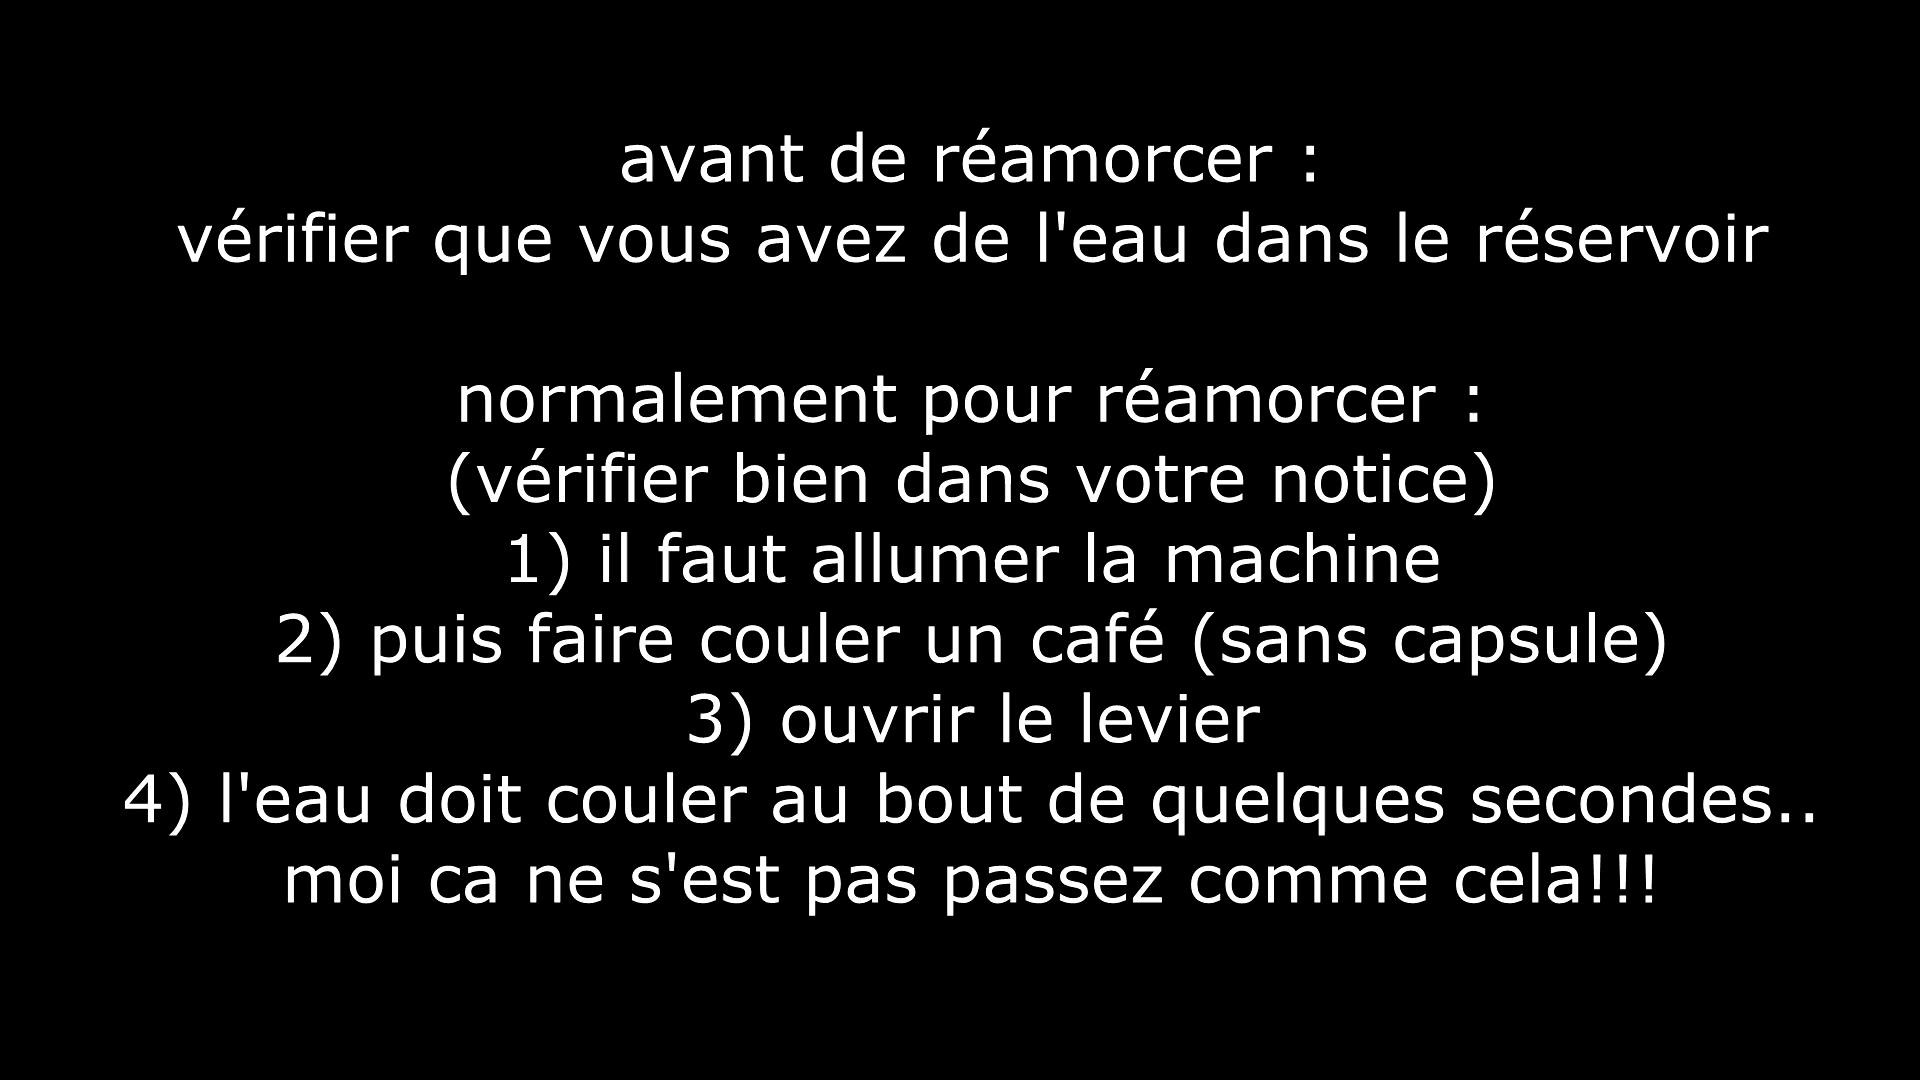 avant de réamorcer :
vérifier que vous avez de l'eau dans le réservoir
normalement pour réamorcer :
(vérifier bien dans votre notice)
1) il faut allumer la machine
2) puis faire couler un café (sans capsule)
3) ouvrir le levier
4) l'eau doit couler au bout de quelques secondes..
moi ca ne s'est pas passez comme cela!!!